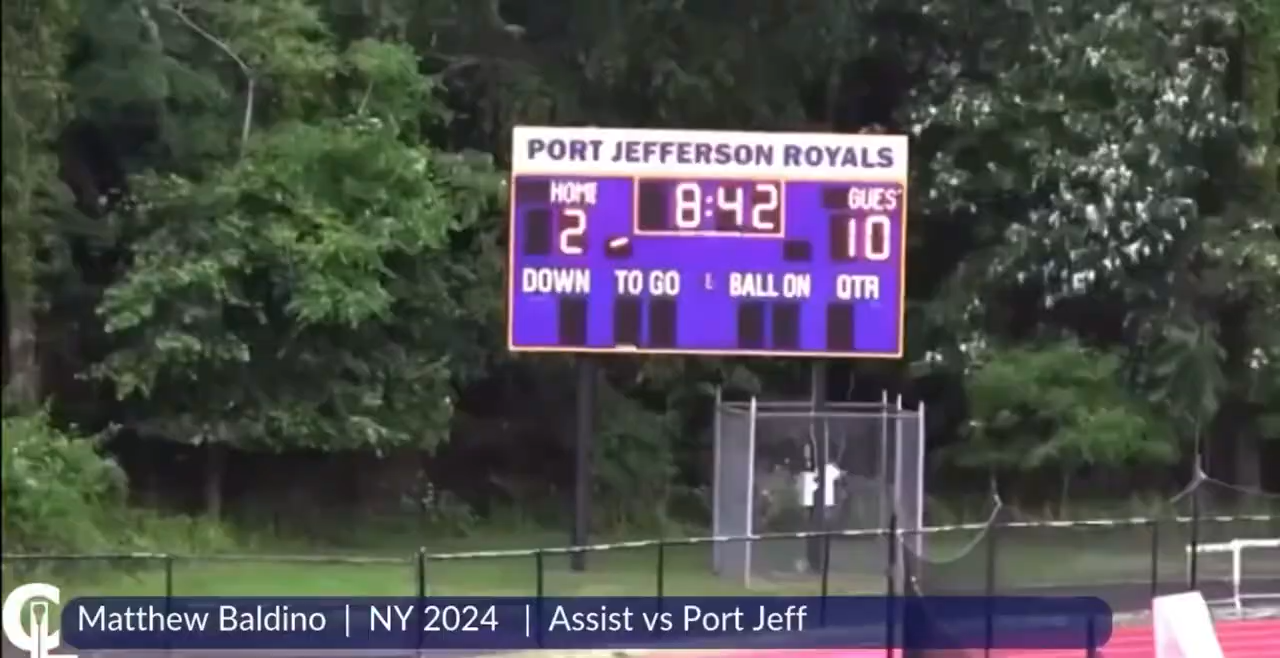 PORT JEFFERSON ROYALS
HOME 8:42 GUEST
2 10
DOWN TO GO BALL ON QTR
Matthew Baldino | NY 2024 | Assist vs Port Jeff